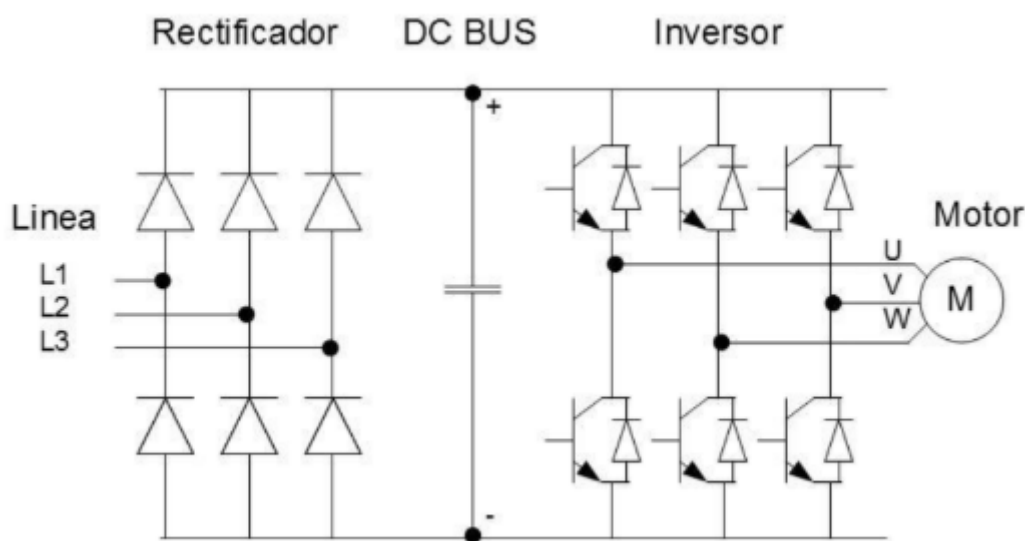 Rectificador DC BUS Inversor
+
Linea
Motor
L1
U
L2
V
M
L3
W
-